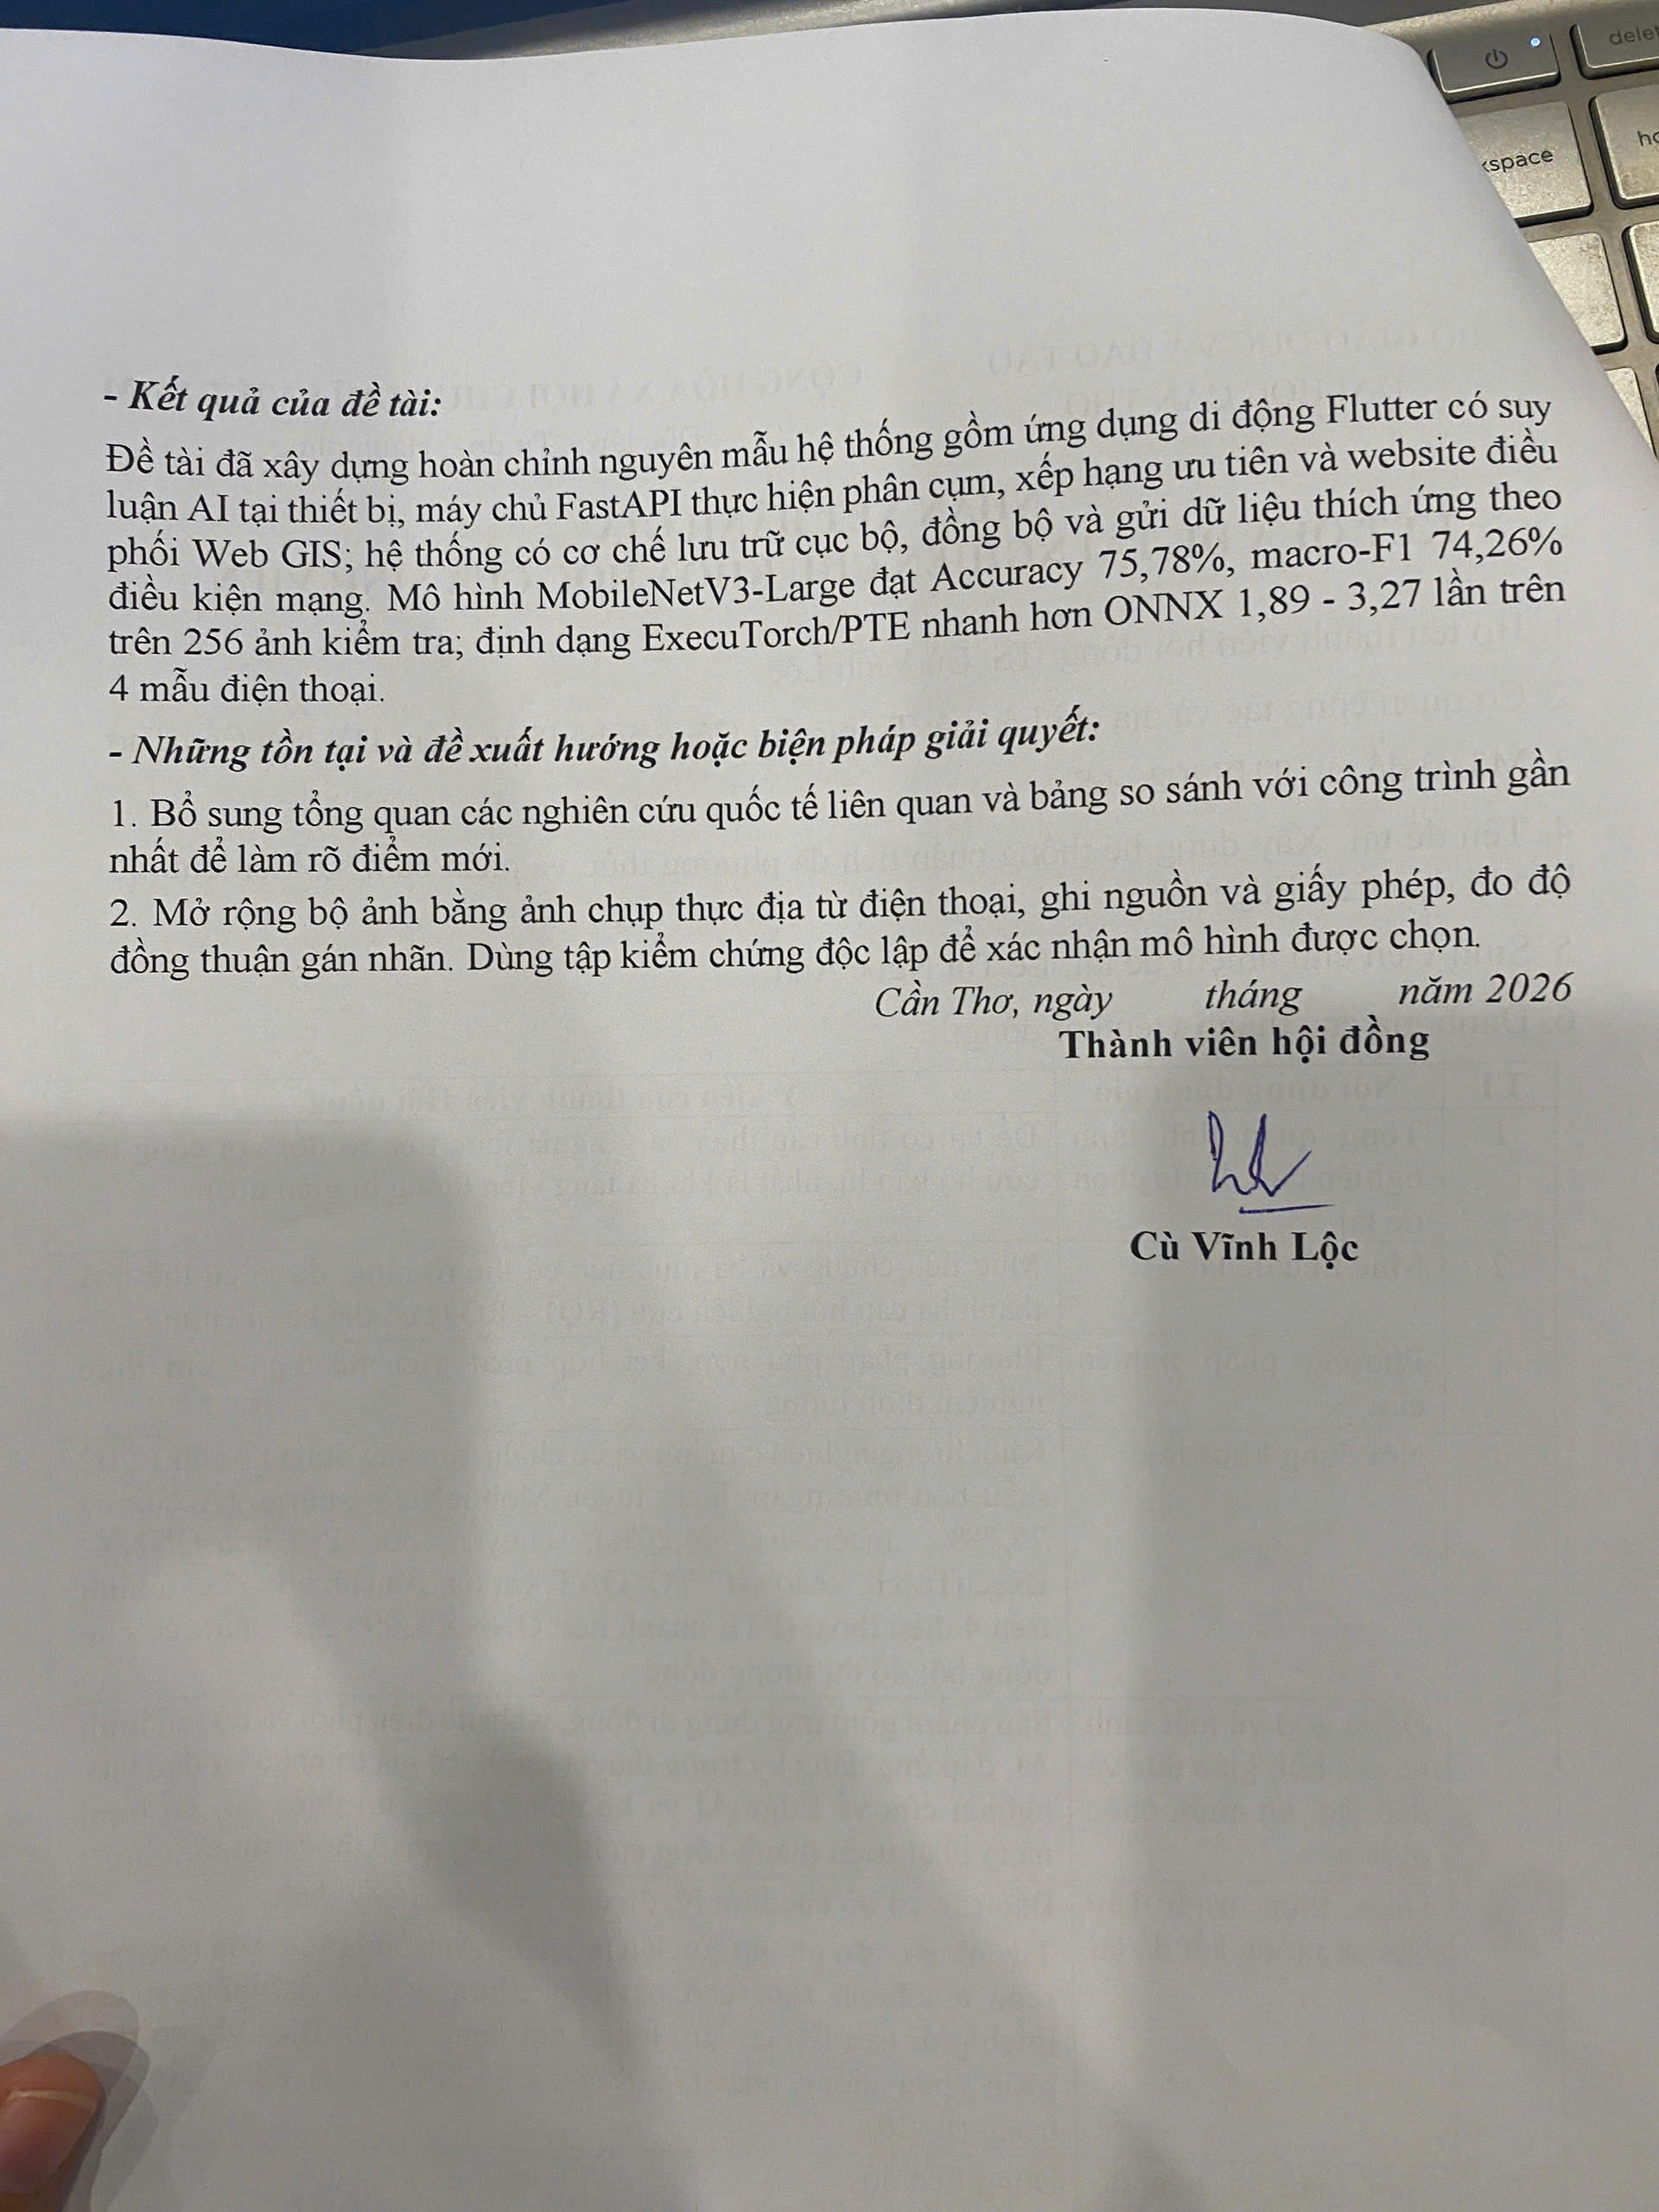 delet
kspace
ho
- Kết quả của đề tài:
Đề tài đã xây dựng hoàn chỉnh nguyên mẫu hệ thống gồm ứng dụng di động Flutter có suy
luận AI tại thiết bị, máy chủ FastAPI thực hiện phân cụm, xếp hạng ưu tiên và website điều
phối Web GIS; hệ thống có cơ chế lưu trữ cục bộ, đồng bộ và gửi dữ liệu thích ứng theo
điều kiện mạng. Mô hình MobileNetV3-Large đạt Accuracy 75,78%, macro-F1 74,26%
trên 256 ảnh kiểm tra; định dạng ExecuTorch/PTE nhanh hơn ONNX 1,89 - 3,27 lần trên
4 mẫu điện thoại.
- Những tồn tại và đề xuất hướng hoặc biện pháp giải quyết:
1. Bổ sung tổng quan các nghiên cứu quốc tế liên quan và bảng so sánh với công trình gần
nhất để làm rõ điểm mới.
2. Mở rộng bộ ảnh bằng ảnh chụp thực địa từ điện thoại, ghi nguồn và giấy phép, đo độ
đồng thuận gán nhãn. Dùng tập kiểm chứng độc lập để xác nhận mô hình được chọn.
Cần Thơ, ngày tháng năm 2026
Thành viên hội đồng
Cù Vĩnh Lộc